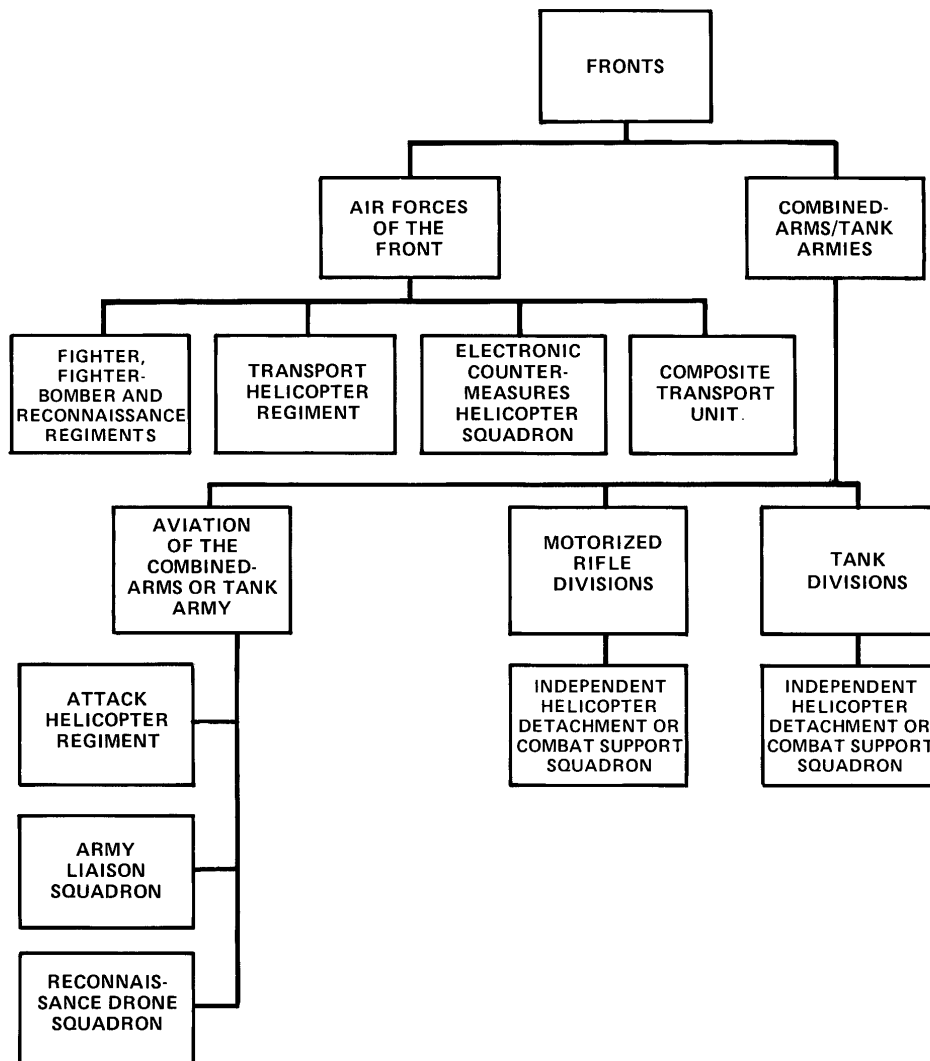 FRONTS
AIR FORCES
OF THE
FRONT
COMBINED-
ARMS/TANK
ARMIES
FIGHTER,
FIGHTER-
BOMBER AND
RECONNAISSANCE
REGIMENTS
TRANSPORT
HELICOPTER
REGIMENT
ELECTRONIC
COUNTER-
MEASURES
HELICOPTER
SQUADRON
COMPOSITE
TRANSPORT
UNIT.
AVIATION
OF THE
COMBINED-
ARMS OR TANK
ARMY
MOTORIZED
RIFLE
DIVISIONS
TANK
DIVISIONS
ATTACK
HELICOPTER
REGIMENT
INDEPENDENT
HELICOPTER
DETACHMENT OR
COMBAT SUPPORT
SQUADRON
INDEPENDENT
HELICOPTER
DETACHMENT OR
COMBAT SUPPORT
SQUADRON
ARMY
LIAISON
SQUADRON
RECONNAIS-
SANCE DRONE
SQUADRON